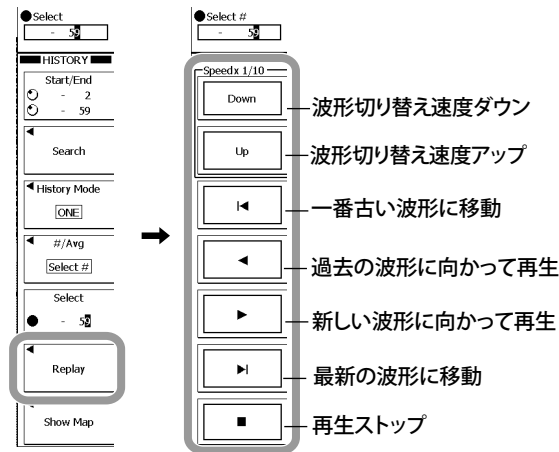 Select
- 59
HISTORY
Start/End
- 2
- 59
Search
History Mode
ONE
#/Avg
Select #
Select
- 59
Replay
Show Map
Select #
- 59
Speedx 1/10
Down
波形切り替え速度ダウン
Up
波形切り替え速度アップ
一番古い波形に移動
過去の波形に向かって再生
新しい波形に向かって再生
最新の波形に移動
再生ストップ